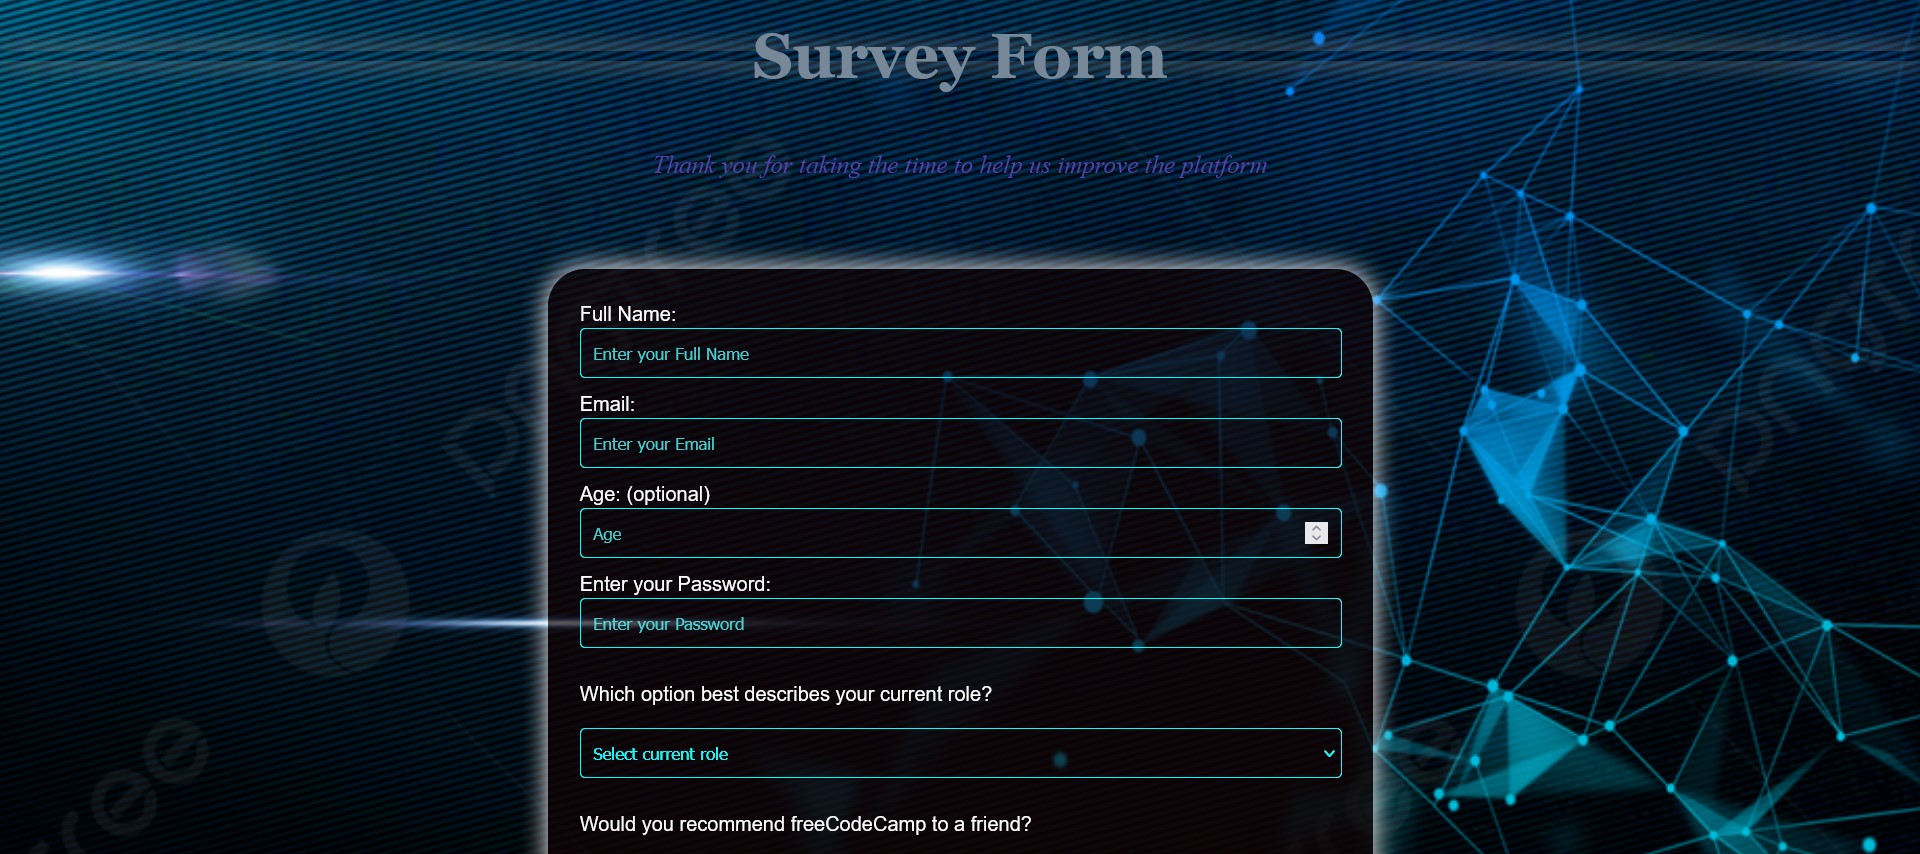 Survey Form
Thank you for taking the time to help us improve the platform
Full Name:
Enter your Full Name
Email:
Enter your Email
Age: (optional)
Age
Enter your Password:
Enter your Password
Which option best describes your current role?
Select current role
Would you recommend freeCodeCamp to a friend?